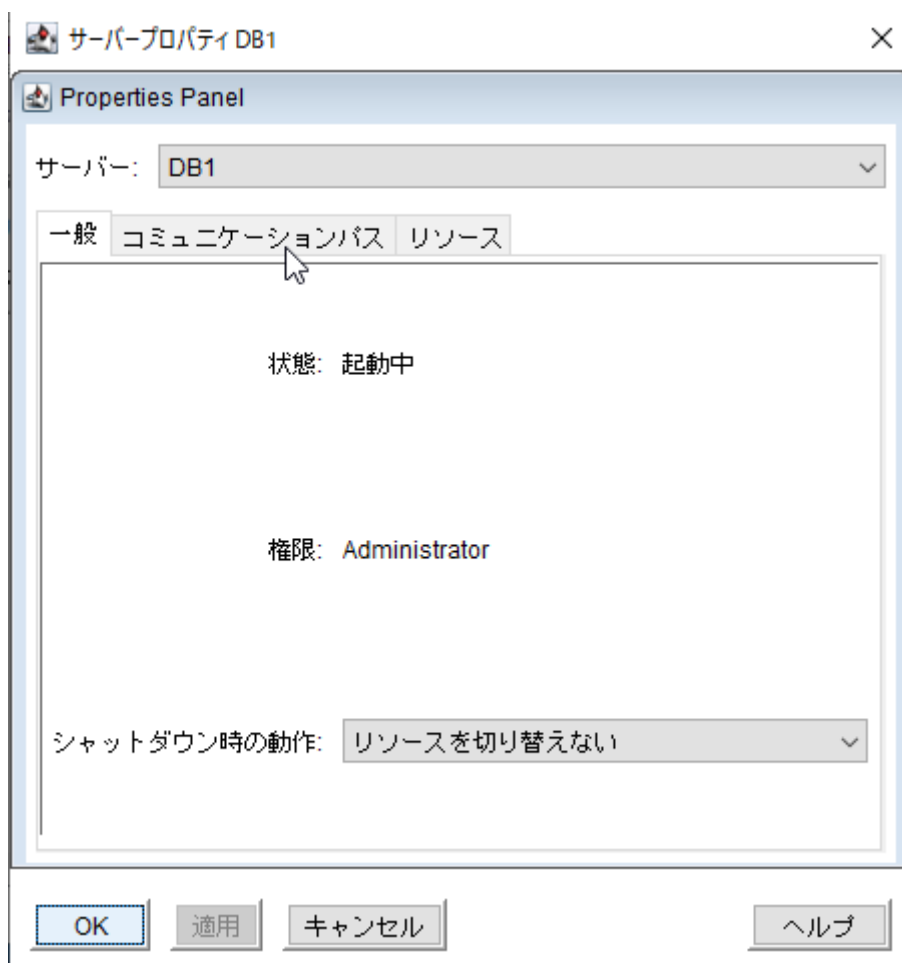 サーバープロパティ DB1
Properties Panel
サーバー: DB1
一般 コミュニケーションパス リソース
状態: 起動中
権限: Administrator
シャットダウン時の動作: リソースを切り替えない
OK 適用 キャンセル ヘルプ